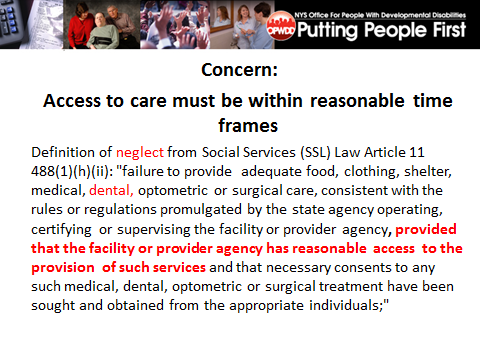 NYS Office For People With Developmental Disabilities
OPWDD Putting People First
Concern:
Access to care must be within reasonable time
frames
Definition of neglect from Social Services (SSL) Law Article 11
488(1)(h)(ii): "failure to provide adequate food, clothing, shelter,
medical, dental, optometric or surgical care, consistent with the
rules or regulations promulgated by the state agency operating,
certifying or supervising the facility or provider agency, provided
that the facility or provider agency has reasonable access to the
provision of such services and that necessary consents to any
such medical, dental, optometric or surgical treatment have been
sought and obtained from the appropriate individuals;"